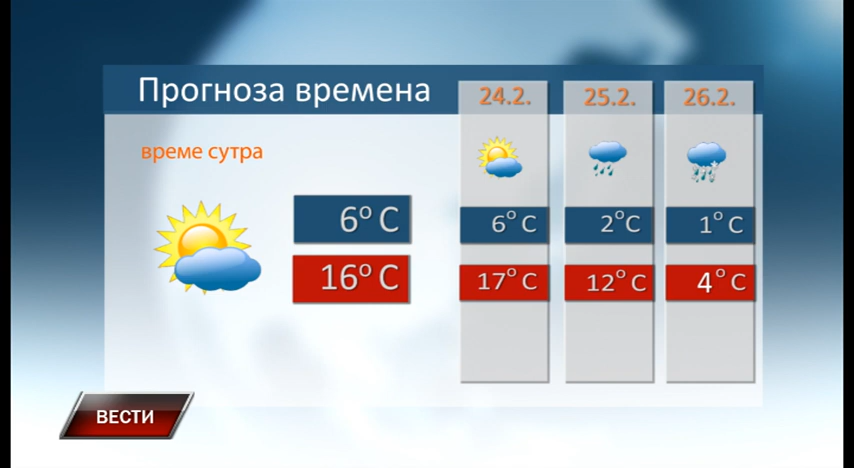 Прогноза времена
24.2. 25.2. 26.2.
време сутра
6° C
16° C
6° C 2°C 1° C
17° C 12° C 4° C
ВЕСТИ